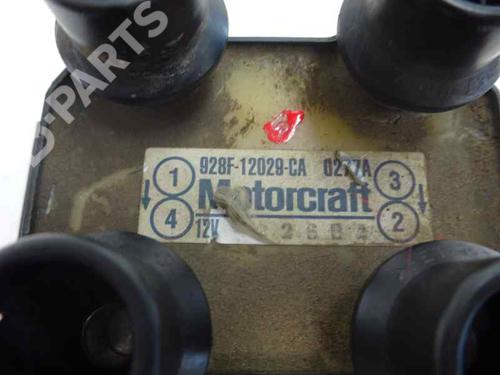 B-PARTS
928F-12029-CA 0277A
1 Motorcraft 3
4 12V 2